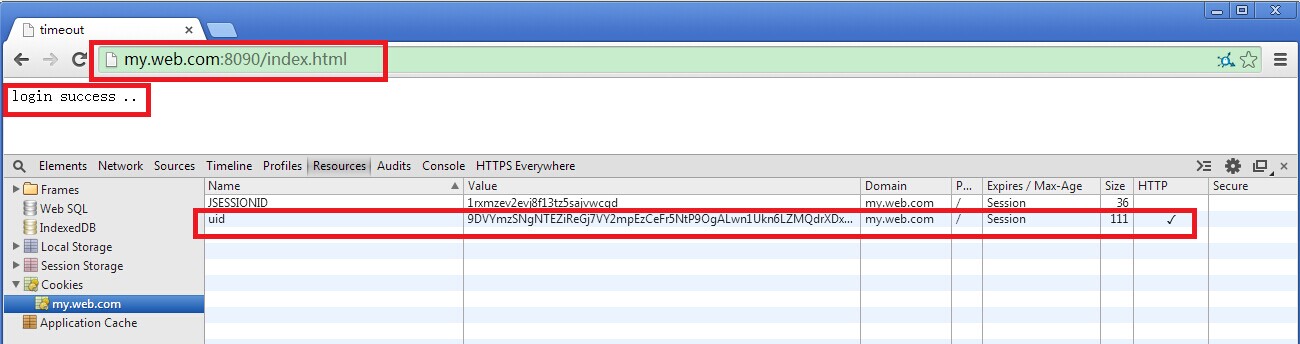 timeout
my.web.com:8090/index.html
login success ..
Elements Network Sources Timeline Profiles Resources Audits Console HTTPS Everywhere
Frames
Web SQL
IndexedDB
Local Storage
Session Storage
Cookies
my.web.com
Application Cache
Name Value Domain P... Expires / Max-Age Size HTTP Secure
JSESSIONID 1rxmzev2evj8f13tz5sajvwcqd my.web.com / Session 36
uid 9DVYmzSNgNTEZiReGj7VY2mpEzCeFr5NtP9OgALwn1Ukn6LZMQdrXDx... my.web.com / Session 111 ✓